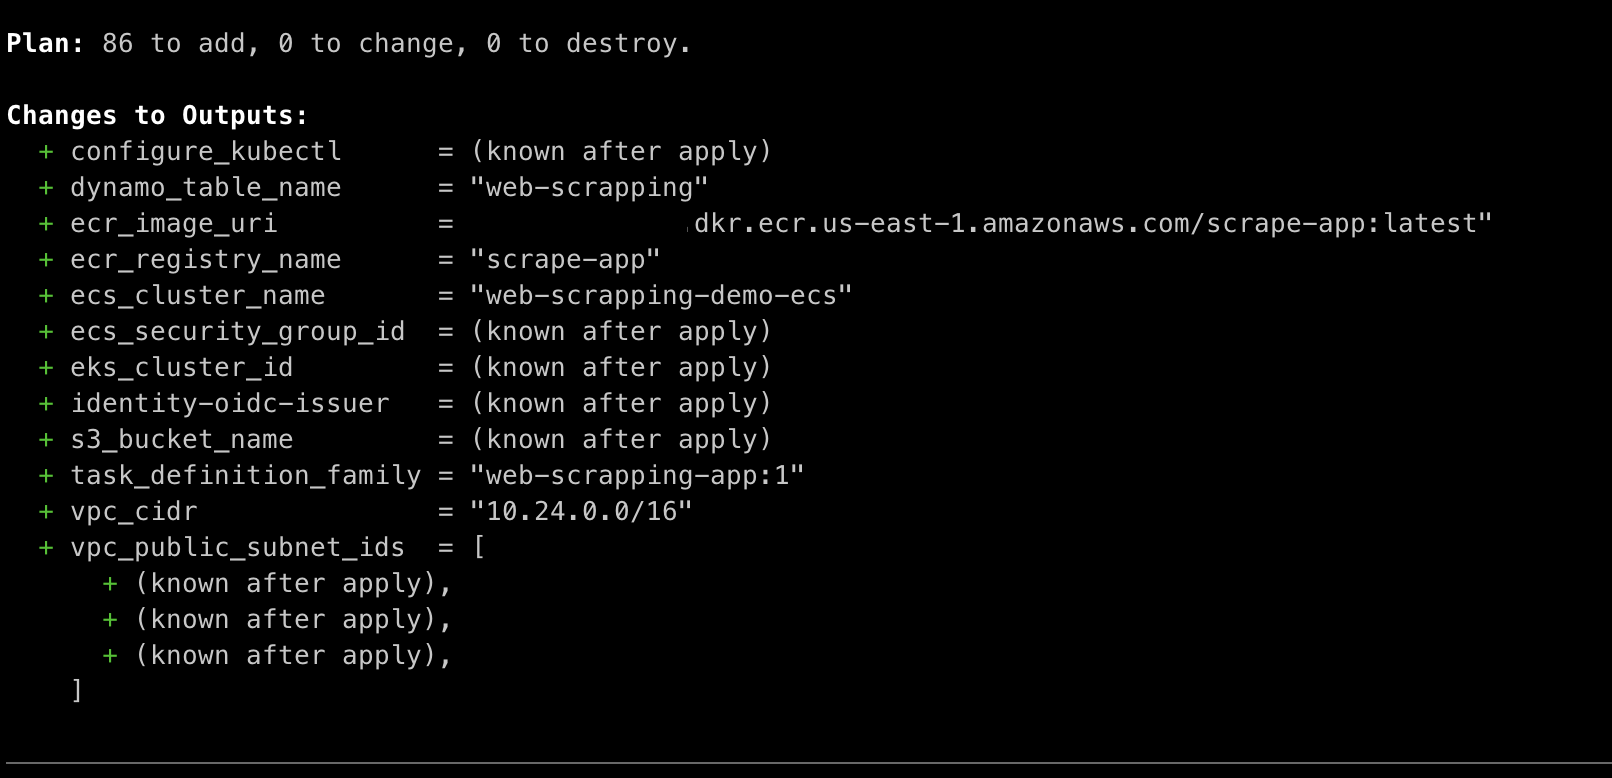 Plan: 86 to add, 0 to change, 0 to destroy.
Changes to Outputs:
+ configure_kubectl = (known after apply)
+ dynamo_table_name = "web-scrapping"
+ ecr_image_uri = dkr.ecr.us-east-1.amazonaws.com/scrape-app:latest"
+ ecr_registry_name = "scrape-app"
+ ecs_cluster_name = "web-scrapping-demo-ecs"
+ ecs_security_group_id = (known after apply)
+ eks_cluster_id = (known after apply)
+ identity-oidc-issuer = (known after apply)
+ s3_bucket_name = (known after apply)
+ task_definition_family = "web-scrapping-app:1"
+ vpc_cidr = "10.24.0.0/16"
+ vpc_public_subnet_ids = [
+ (known after apply),
+ (known after apply),
+ (known after apply),
]